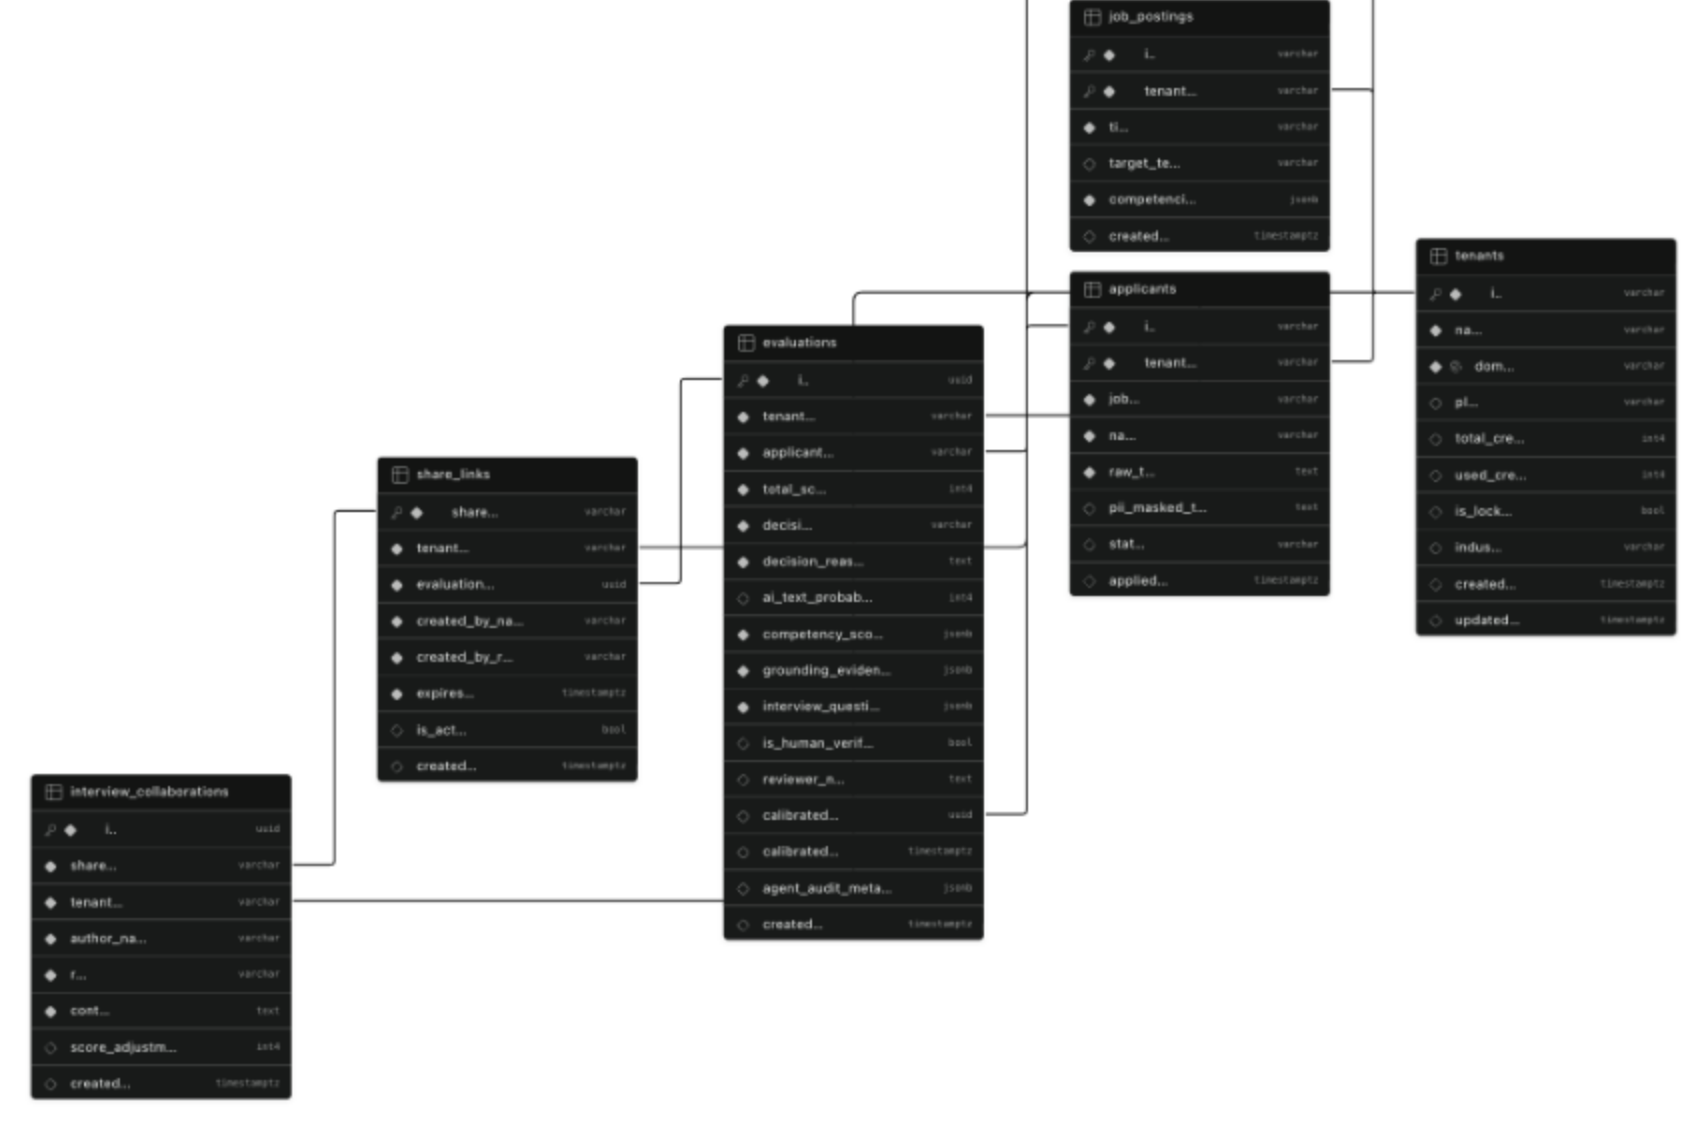 job_postings
i.. varchar
tenant... varchar
ti... varchar
target_te... varchar
competenci... jsonb
created... timestamptz
applicants
i.. varchar
tenant... varchar
job... varchar
na... varchar
raw_t... text
pii_masked_t... text
stat... varchar
applied... timestamptz
tenants
i.. varchar
na... varchar
dom... varchar
pl... varchar
total_cre... int4
used_cre... int4
is_lock... bool
indus... varchar
created... timestamptz
updated... timestamptz
evaluations
i.. uuid
tenant... varchar
applicant... varchar
total_sc... int4
decisi... varchar
decision_reas... text
ai_text_probab... int4
competency_sco... jsonb
grounding_eviden... jsonb
interview_questi... jsonb
is_human_verif... bool
reviewer_n... text
calibrated... uuid
calibrated... timestamptz
agent_audit_meta... jsonb
created... timestamptz
share_links
share... varchar
tenant... varchar
evaluation... uuid
created_by_na... varchar
created_by_r... varchar
expires... timestamptz
is_act... bool
created... timestamptz
interview_collaborations
i.. uuid
share... varchar
tenant... varchar
author_na... varchar
r... varchar
cont... text
score_adjustm... int4
created... timestamptz